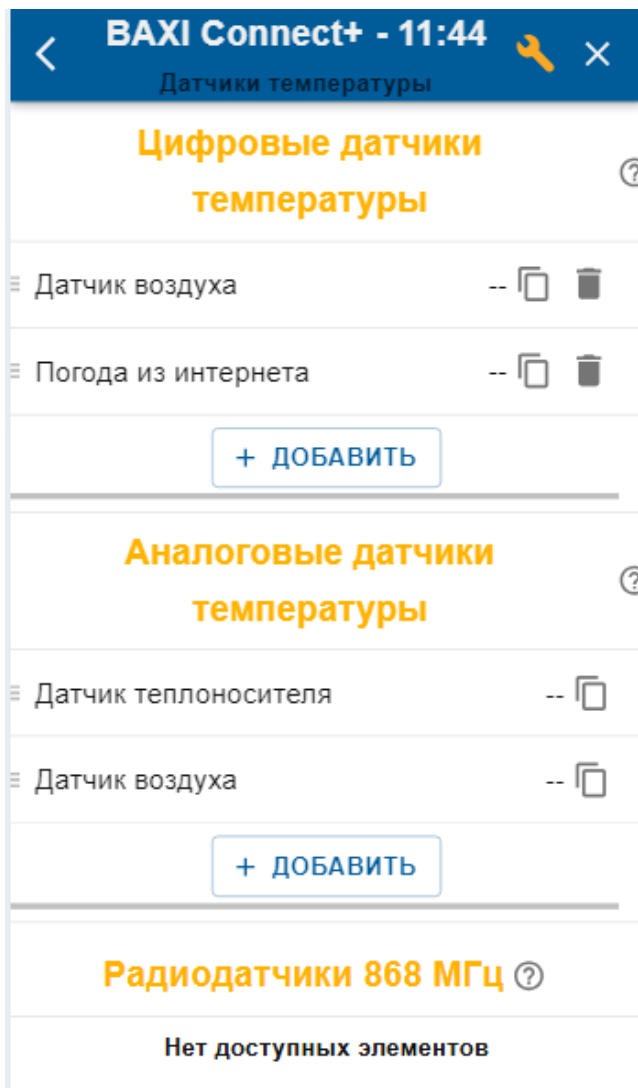 BAXI Connect+ - 11:44
Датчики температуры
Цифровые датчики
температуры
Датчик воздуха --
Погода из интернета --
+ ДОБАВИТЬ
Аналоговые датчики
температуры
Датчик теплоносителя --
Датчик воздуха --
+ ДОБАВИТЬ
Радиодатчики 868 МГц
Нет доступных элементов